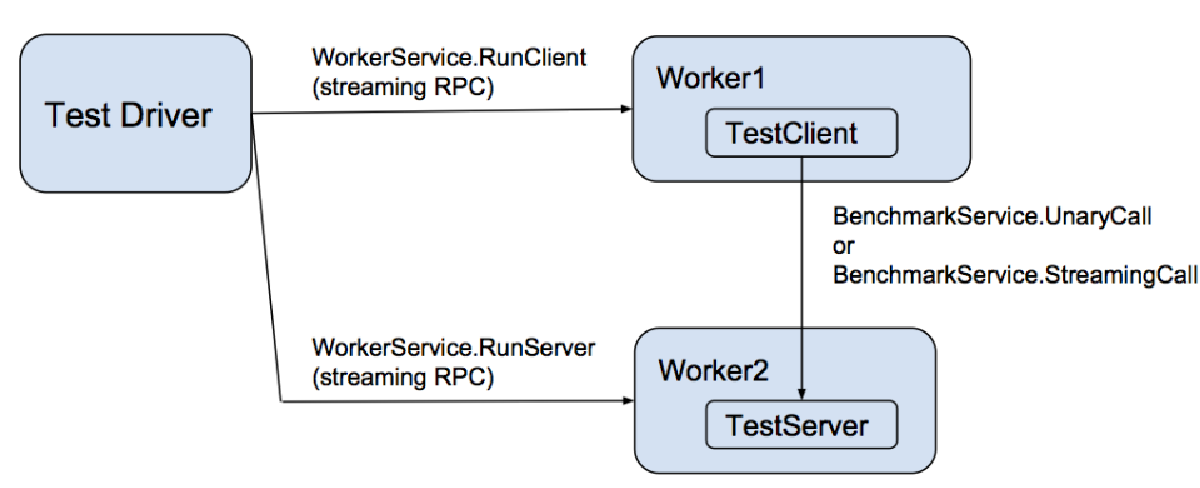 Test Driver
WorkerService.RunClient
(streaming RPC)
Worker1
TestClient
BenchmarkService.UnaryCall
or
BenchmarkService.StreamingCall
WorkerService.RunServer
(streaming RPC)
Worker2
TestServer